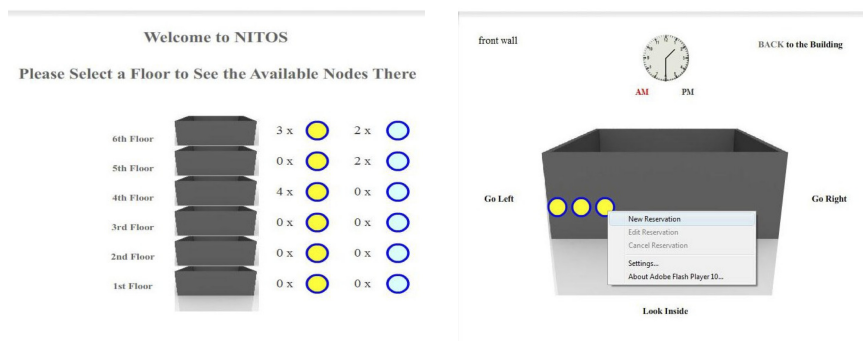 Welcome to NITOS
Please Select a Floor to See the Available Nodes There
6th Floor 3 x 2 x
5th Floor 0 x 2 x
4th Floor 4 x 0 x
3rd Floor 0 x 0 x
2nd Floor 0 x 0 x
1st Floor 0 x 0 x
front wall
BACK to the Building
AM PM
Go Left
Go Right
New Reservation
Edit Reservation
Cancel Reservation
Settings...
About Adobe Flash Player 10...
Look Inside